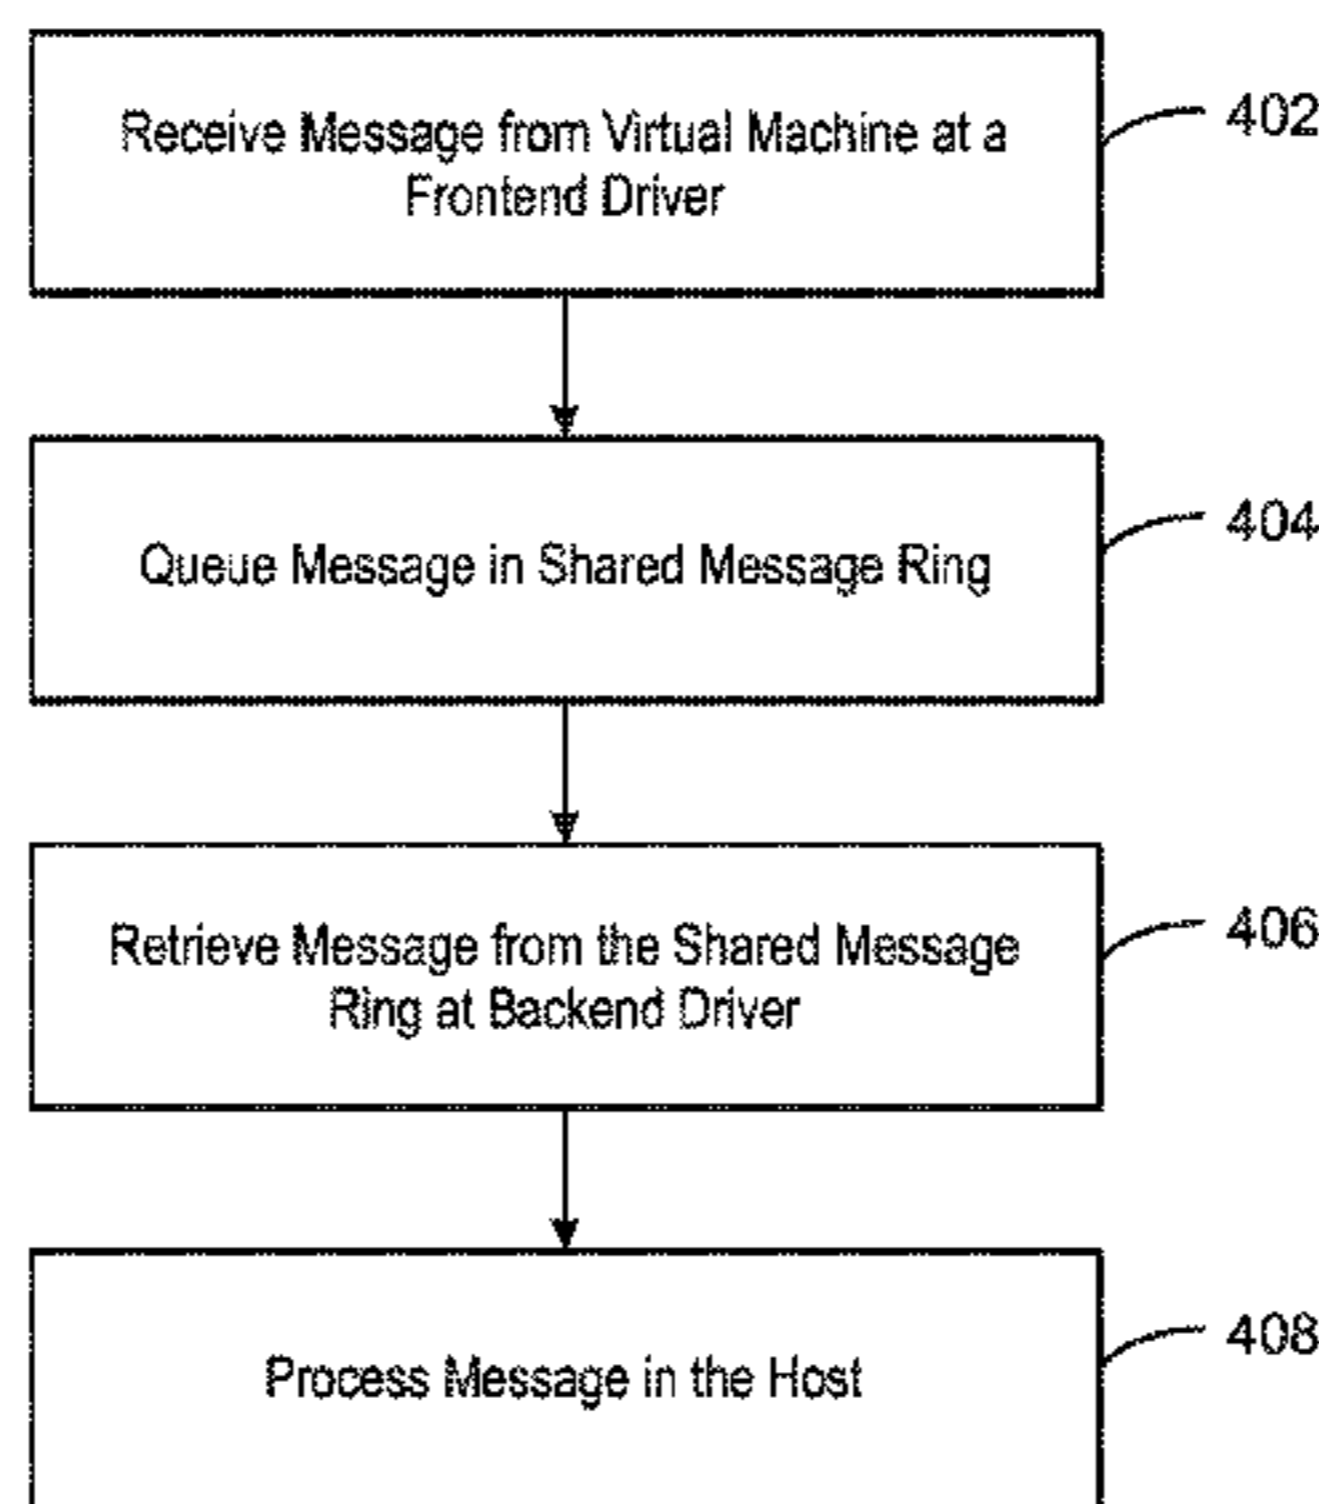 Receive Message from Virtual Machine at a
Frontend Driver
402
Queue Message in Shared Message Ring
404
Retrieve Message from the Shared Message
Ring at Backend Driver
406
Process Message in the Host
408